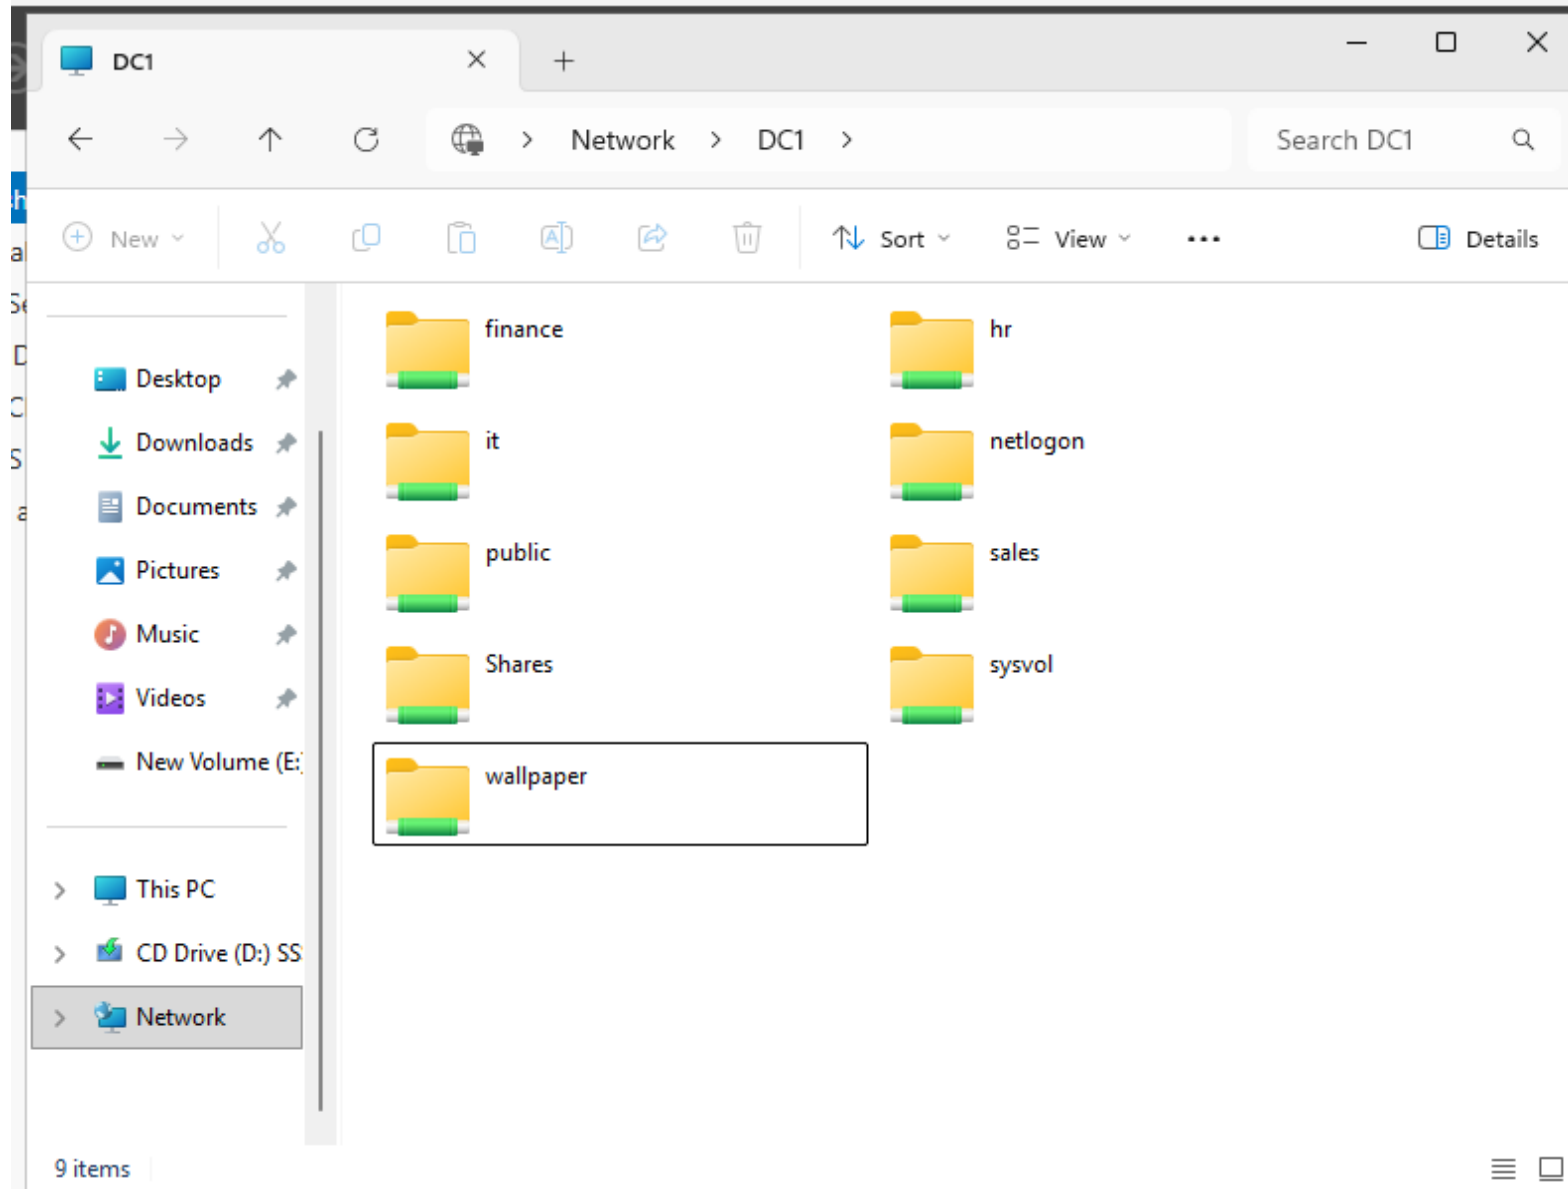 DC1
Network > DC1 >
Search DC1
New
Sort
View
Details
Desktop
Downloads
Documents
Pictures
Music
Videos
New Volume (E:
This PC
CD Drive (D:) SS
Network
finance
hr
it
netlogon
public
sales
Shares
sysvol
wallpaper
9 items